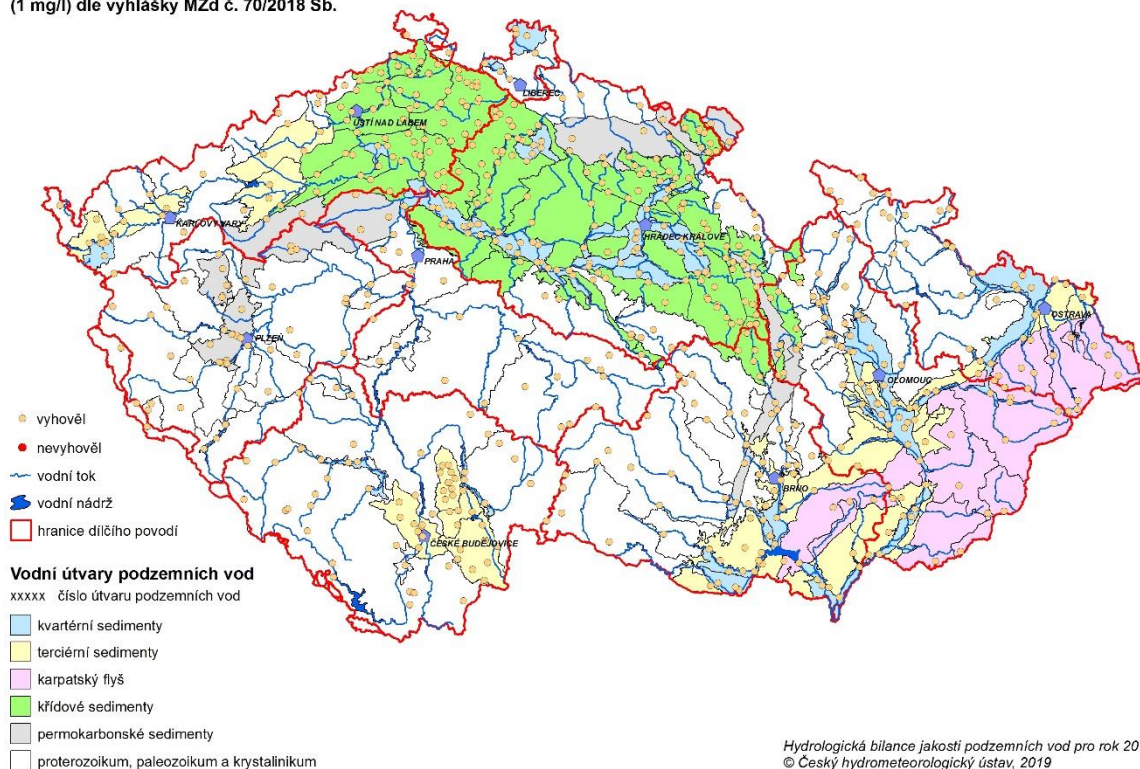 (1 mg/l) dle vyhlášky MZd č. 70/2018 Sb.
LIBEREC
ÚSTÍ NAD LABEM
KARLOVY VARY
HRADEC KRÁLOVÉ
PRAHA
OSTRAVA
PLZEŇ
OLOMOUC
BRNO
ČESKÉ BUDĚJOVICE
vyhověl
nevyhověl
vodní tok
vodní nádrž
hranice dílčího povodí
Vodní útvary podzemních vod
xxxxx číslo útvaru podzemních vod
kvartérní sedimenty
terciérní sedimenty
karpatský flyš
křídové sedimenty
permokarbonské sedimenty
proterozoikum, paleozoikum a krystalinikum
Hydrologická bilance jakosti podzemních vod pro rok 20
© Český hydrometeorologický ústav, 2019